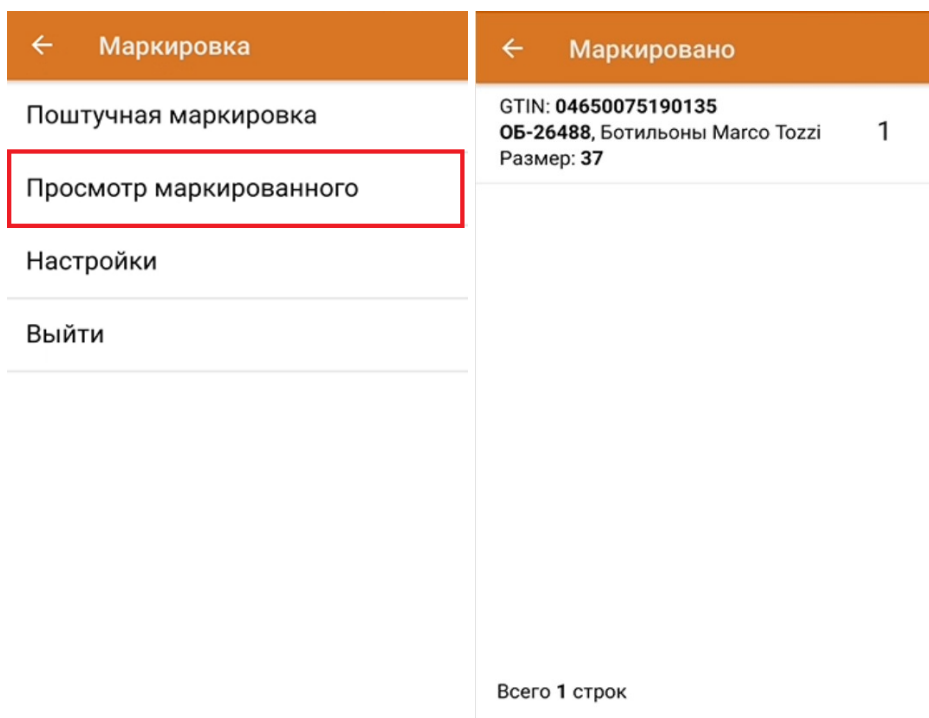 Маркировка
Поштучная маркировка
Просмотр маркированного
Настройки
Выйти
Маркировано
GTIN: 04650075190135
ОБ-26488, Ботильоны Marco Tozzi
Размер: 37
1
Всего 1 строк